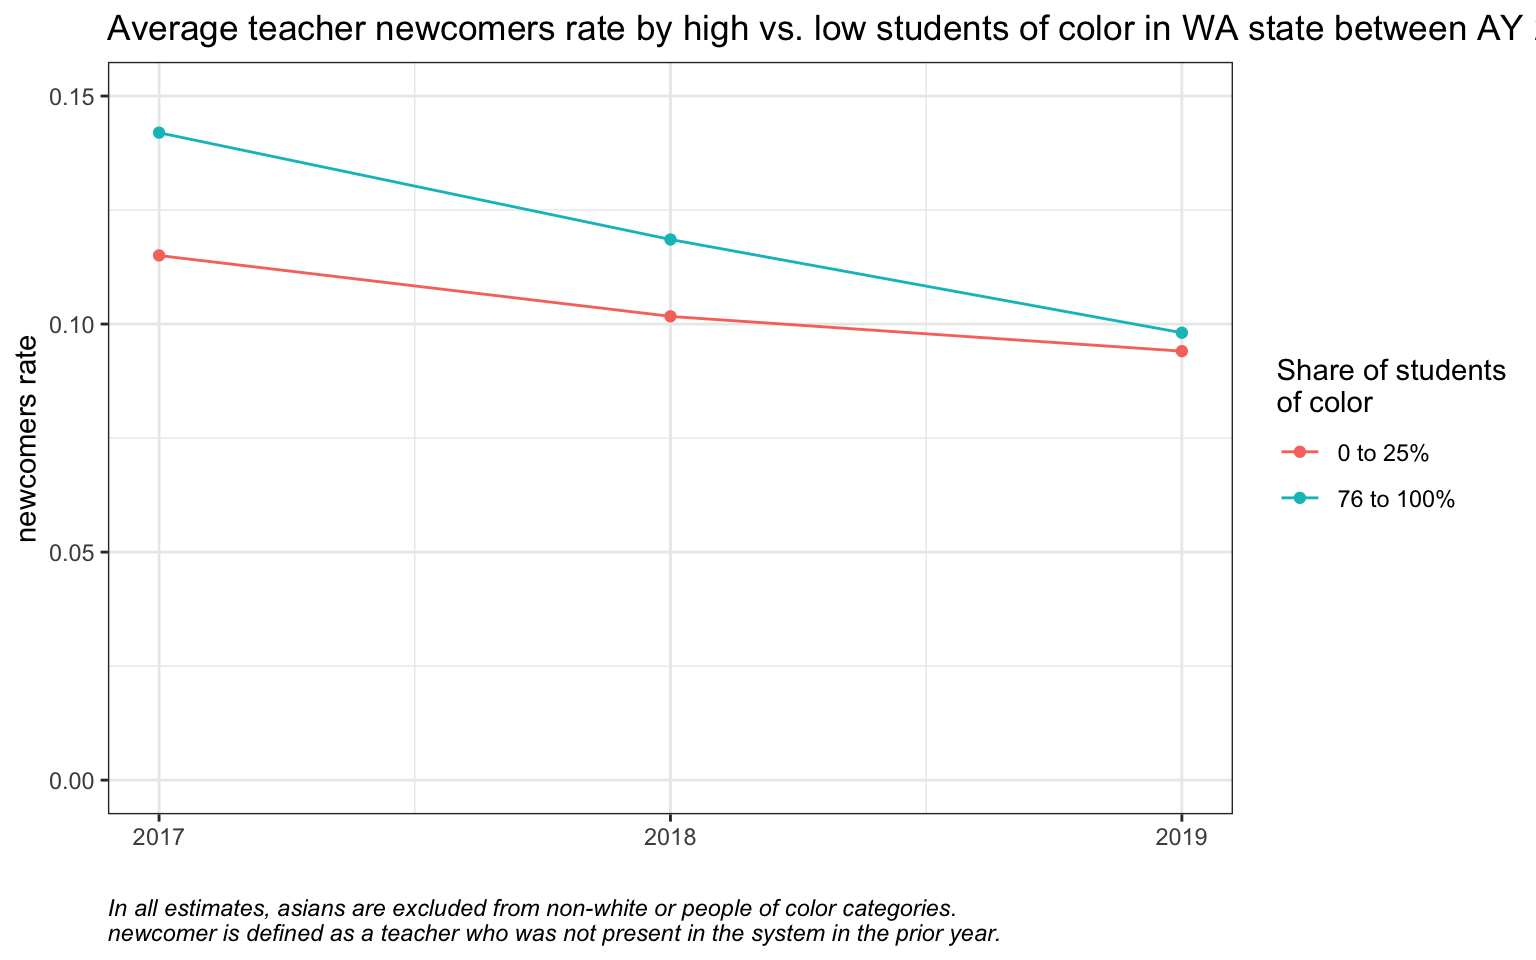 Average teacher newcomers rate by high vs. low students of color in WA state between AY
0.15
0.10
0.05
0.00
newcomers rate
2017
2018
2019
Share of students
of color
0 to 25%
76 to 100%
In all estimates, asians are excluded from non-white or people of color categories.
newcomer is defined as a teacher who was not present in the system in the prior year.